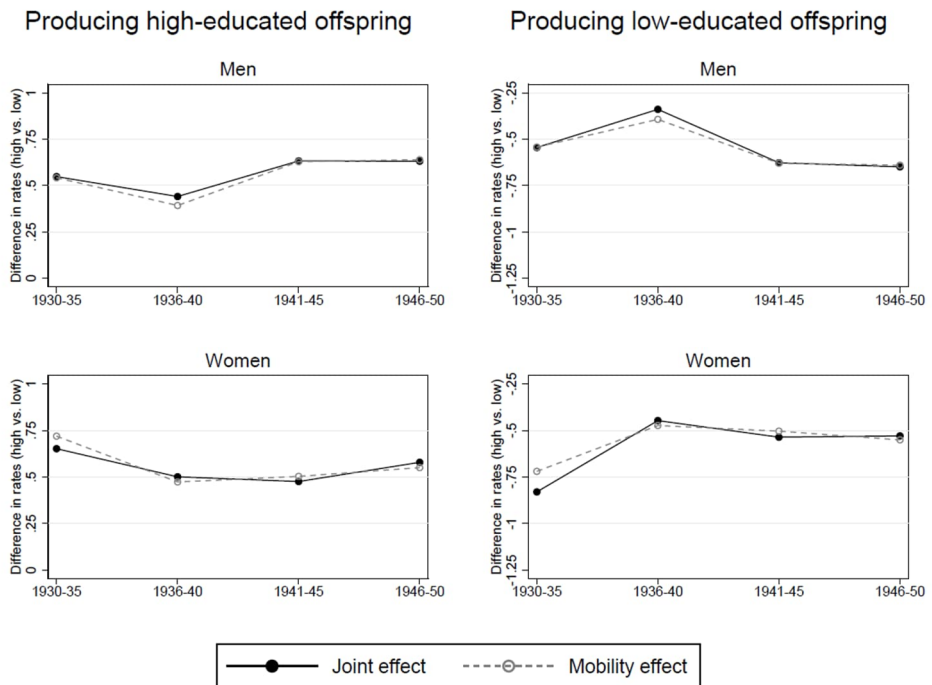 Producing high-educated offspring
Producing low-educated offspring
Men
Difference in rates (high vs. low)
1
.75
.5
.25
0
1930-35 1936-40 1941-45 1946-50
Men
Difference in rates (high vs. low)
-.25
-.5
-.75
-1
-1.25
1930-35 1936-40 1941-45 1946-50
Women
Difference in rates (high vs. low)
1
.75
.5
.25
0
1930-35 1936-40 1941-45 1946-50
Women
Difference in rates (high vs. low)
-.25
-.5
-.75
-1
-1.25
1930-35 1936-40 1941-45 1946-50
Joint effect Mobility effect